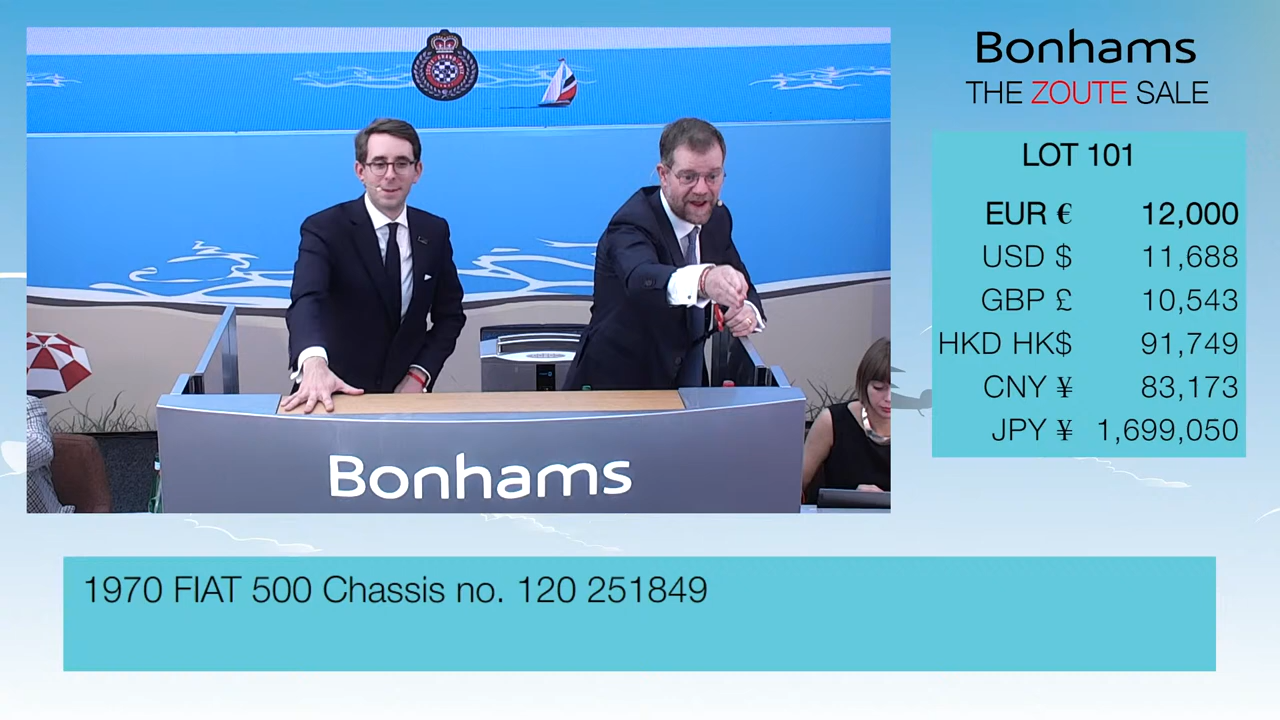 Bonhams
THE ZOUTE SALE
LOT 101
EUR € 12,000
USD $ 11,688
GBP £ 10,543
HKD HK$ 91,749
CNY ¥ 83,173
JPY ¥ 1,699,050
Bonhams
1970 FIAT 500 Chassis no. 120 251849